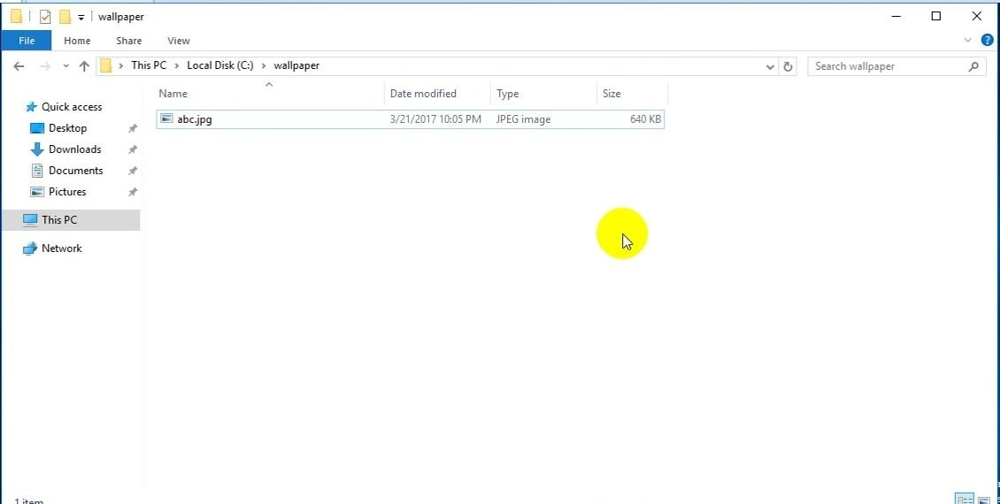 wallpaper
File Home Share View
This PC Local Disk (C:) wallpaper Search wallpaper
Name Date modified Type Size
abc.jpg 3/21/2017 10:05 PM JPEG image 640 KB
Quick access
Desktop
Downloads
Documents
Pictures
This PC
Network
1 item